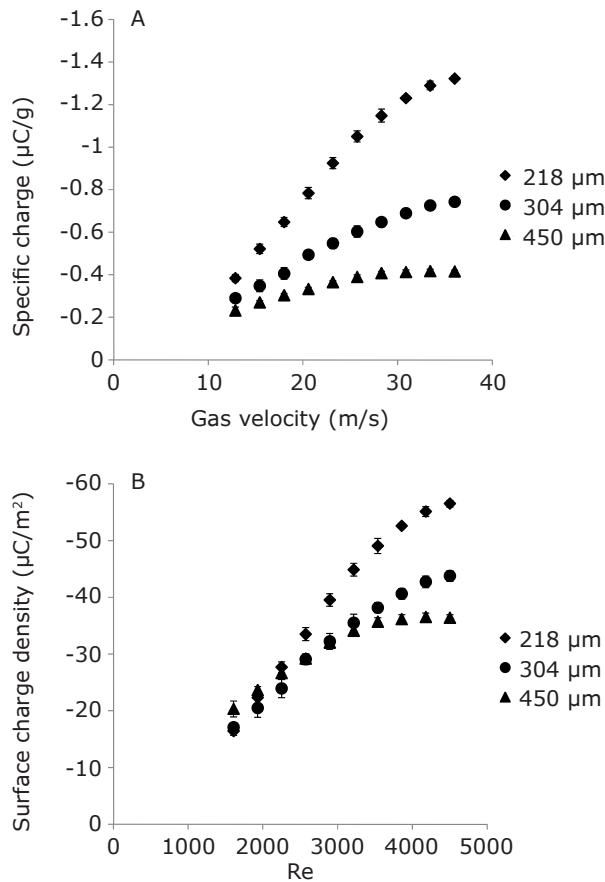 A
Specific charge (µC/g)
-1.6
-1.4
-1.2
-1
-0.8
-0.6
-0.4
-0.2
0
0 10 20 30 40
Gas velocity (m/s)
218 µm
304 µm
450 µm
B
Surface charge density (µC/m²)
-60
-50
-40
-30
-20
-10
0
0 1000 2000 3000 4000 5000
Re
218 µm
304 µm
450 µm